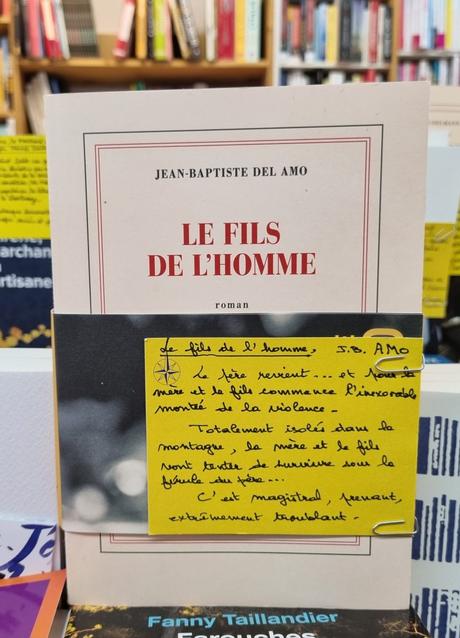 JEAN-BAPTISTE DEL AMO
LE FILS
DE L'HOMME
roman
Le fils de l'homme, J.B. AMO
Le père revient... et pour la
mère et le fils commence l'inexorable
montée de la violence -
Totalement isolés dans la
montagne, la mère et le fils
vont tenter de survivre sous la
férule du père...
C'est magistral, prenant,
extrêmement troublant -
Fanny Taillandier
Farouches